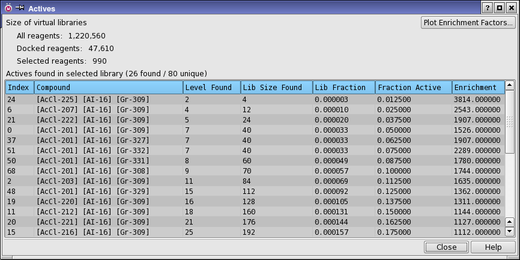 Actives
Size of virtual libraries
Plot Enrichment Factors...
All reagents: 1,220,560
Docked reagents: 47,610
Selected reagents: 990
Actives found in selected library (26 found / 80 unique)
Index Compound Level Found Lib Size Found Lib Fraction Fraction Active Enrichment
24 [AcCl-225] [AI-16] [Gr-309] 2 4 0.000003 0.012500 3814.000000
6 [AcCl-207] [AI-16] [Gr-309] 4 12 0.000010 0.025000 2543.000000
21 [AcCl-222] [AI-16] [Gr-309] 5 24 0.000020 0.037500 1907.000000
0 [AcCl-201] [AI-16] [Gr-309] 7 40 0.000033 0.050000 1526.000000
37 [AcCl-201] [AI-16] [Gr-327] 7 40 0.000033 0.062500 1907.000000
51 [AcCl-201] [AI-16] [Gr-332] 7 40 0.000033 0.075000 2289.000000
50 [AcCl-201] [AI-16] [Gr-331] 8 60 0.000049 0.087500 1780.000000
68 [AcCl-201] [AI-16] [Gr-308] 9 70 0.000057 0.100000 1744.000000
2 [AcCl-203] [AI-16] [Gr-309] 11 84 0.000069 0.112500 1635.000000
48 [AcCl-201] [AI-16] [Gr-329] 15 112 0.000092 0.125000 1362.000000
19 [AcCl-220] [AI-16] [Gr-309] 16 128 0.000105 0.137500 1311.000000
11 [AcCl-212] [AI-16] [Gr-309] 18 160 0.000131 0.150000 1144.000000
20 [AcCl-221] [AI-16] [Gr-309] 21 176 0.000144 0.162500 1127.000000
15 [AcCl-216] [AI-16] [Gr-309] 25 192 0.000157 0.175000 1112.000000
Close Help